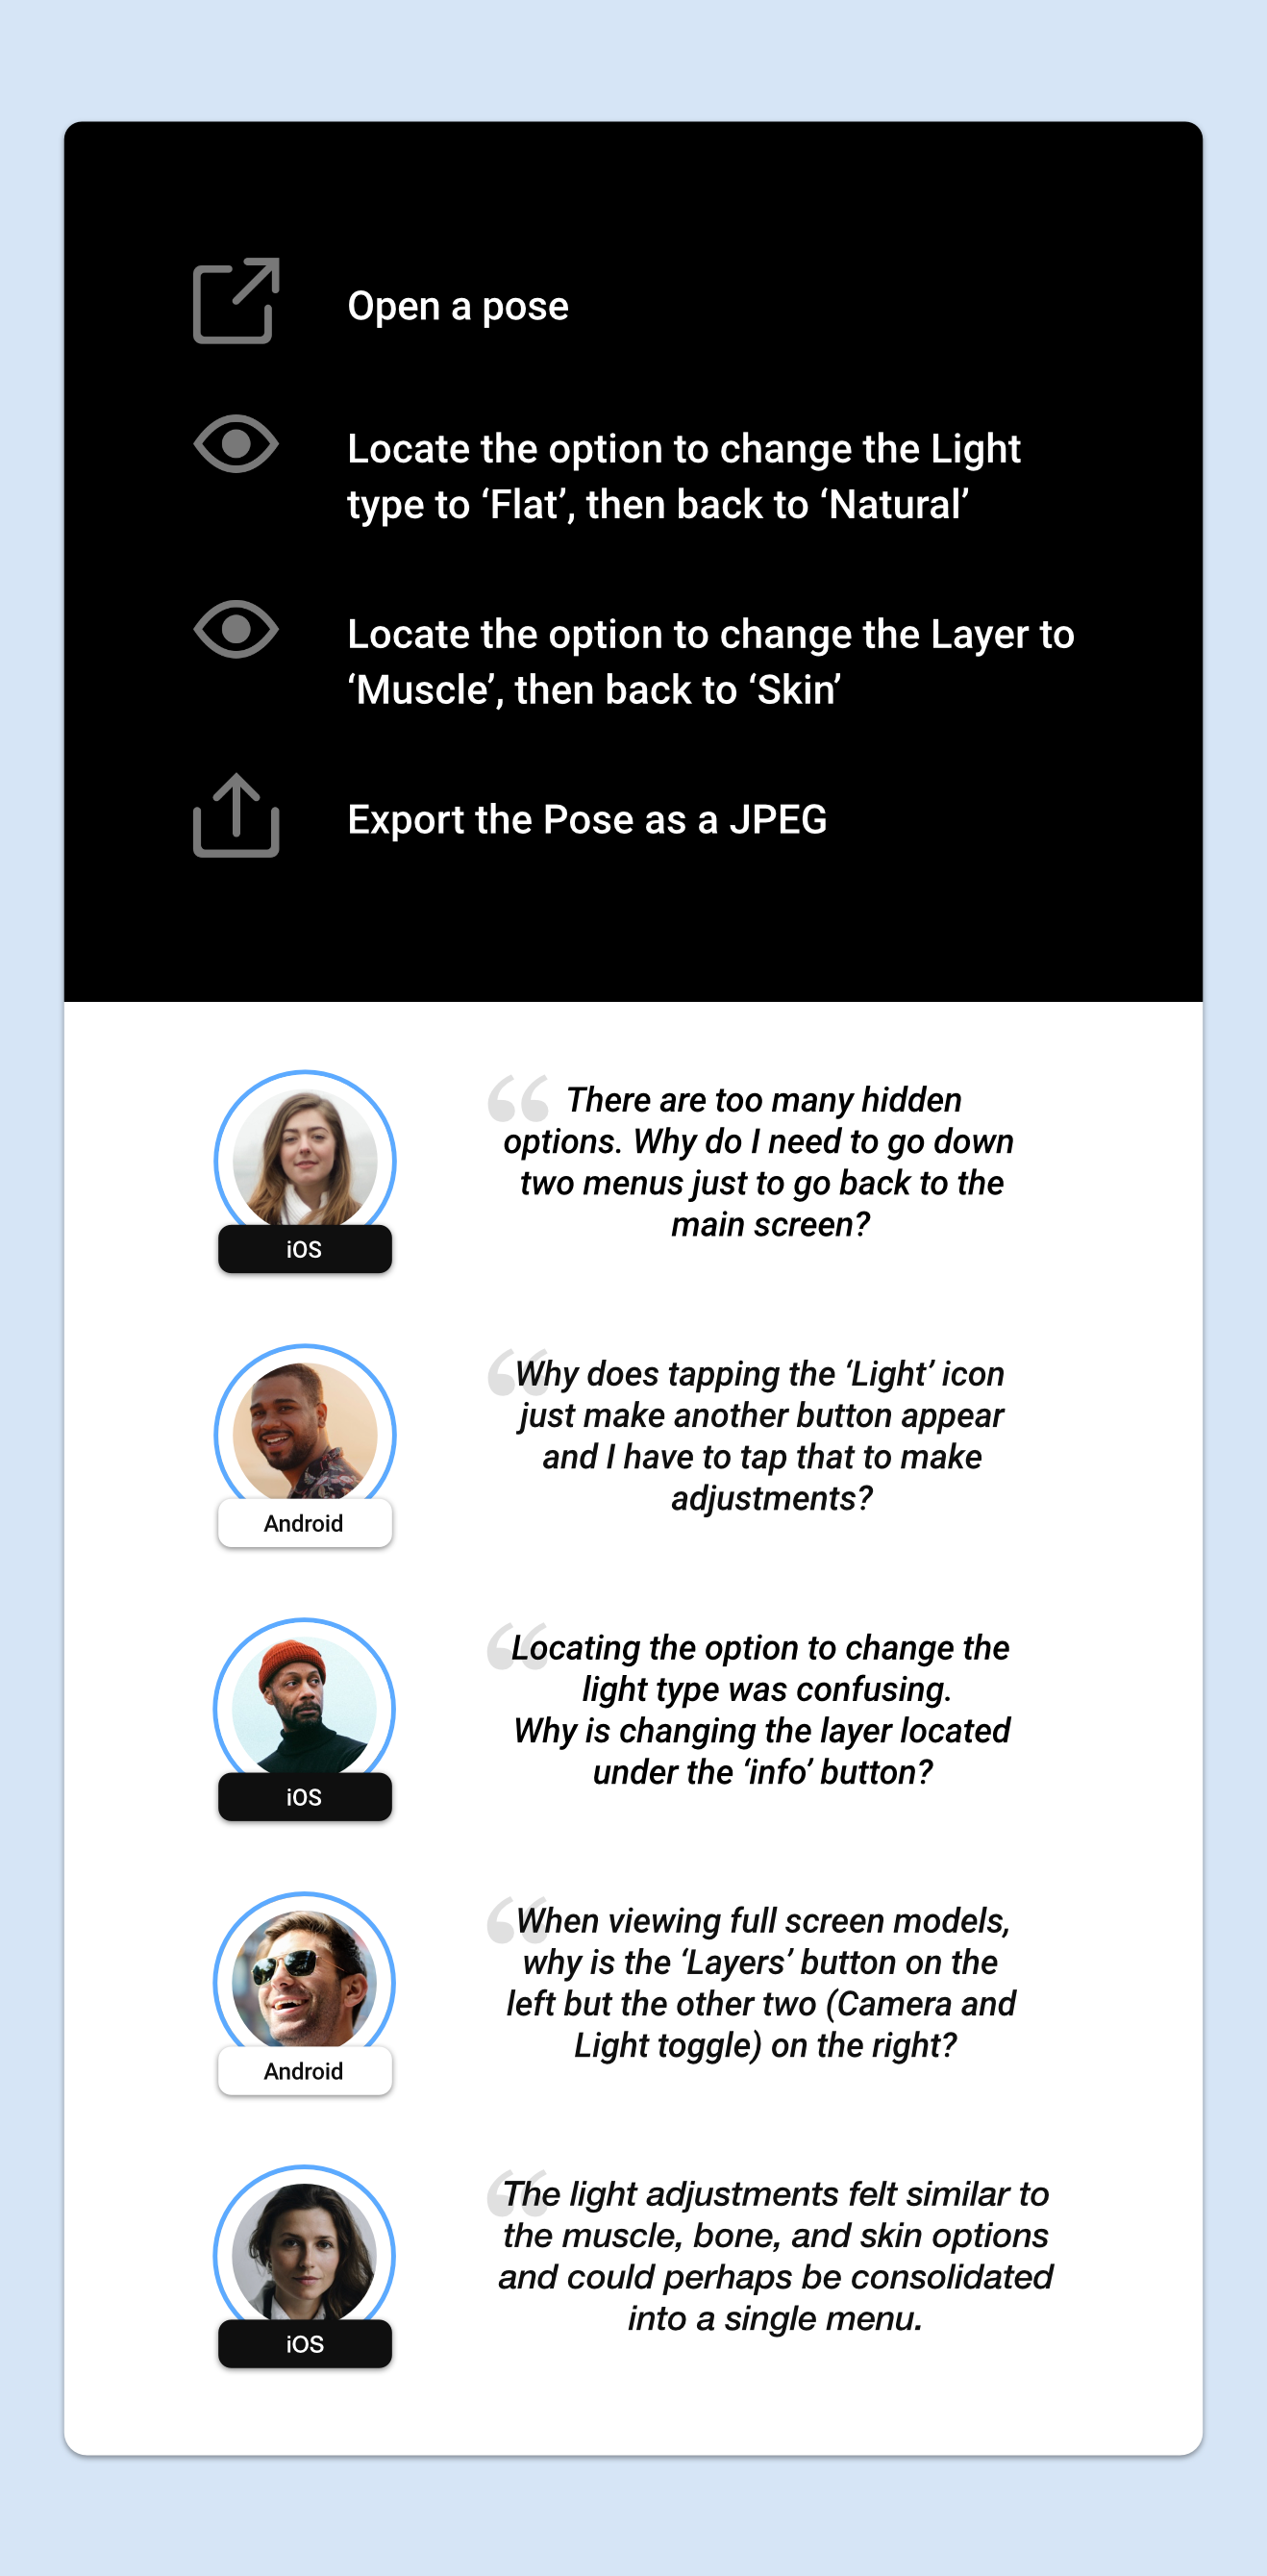 Open a pose
Locate the option to change the Light
type to ‘Flat’, then back to ‘Natural’
Locate the option to change the Layer to
‘Muscle’, then back to ‘Skin’
Export the Pose as a JPEG
“ There are too many hidden
options. Why do I need to go down
two menus just to go back to the
main screen?
iOS
“ Why does tapping the ‘Light’ icon
just make another button appear
and I have to tap that to make
adjustments?
Android
“ Locating the option to change the
light type was confusing.
Why is changing the layer located
under the ‘info’ button?
iOS
“ When viewing full screen models,
why is the ‘Layers’ button on the
left but the other two (Camera and
Light toggle) on the right?
Android
“ The light adjustments felt similar to
the muscle, bone, and skin options
and could perhaps be consolidated
into a single menu.
iOS